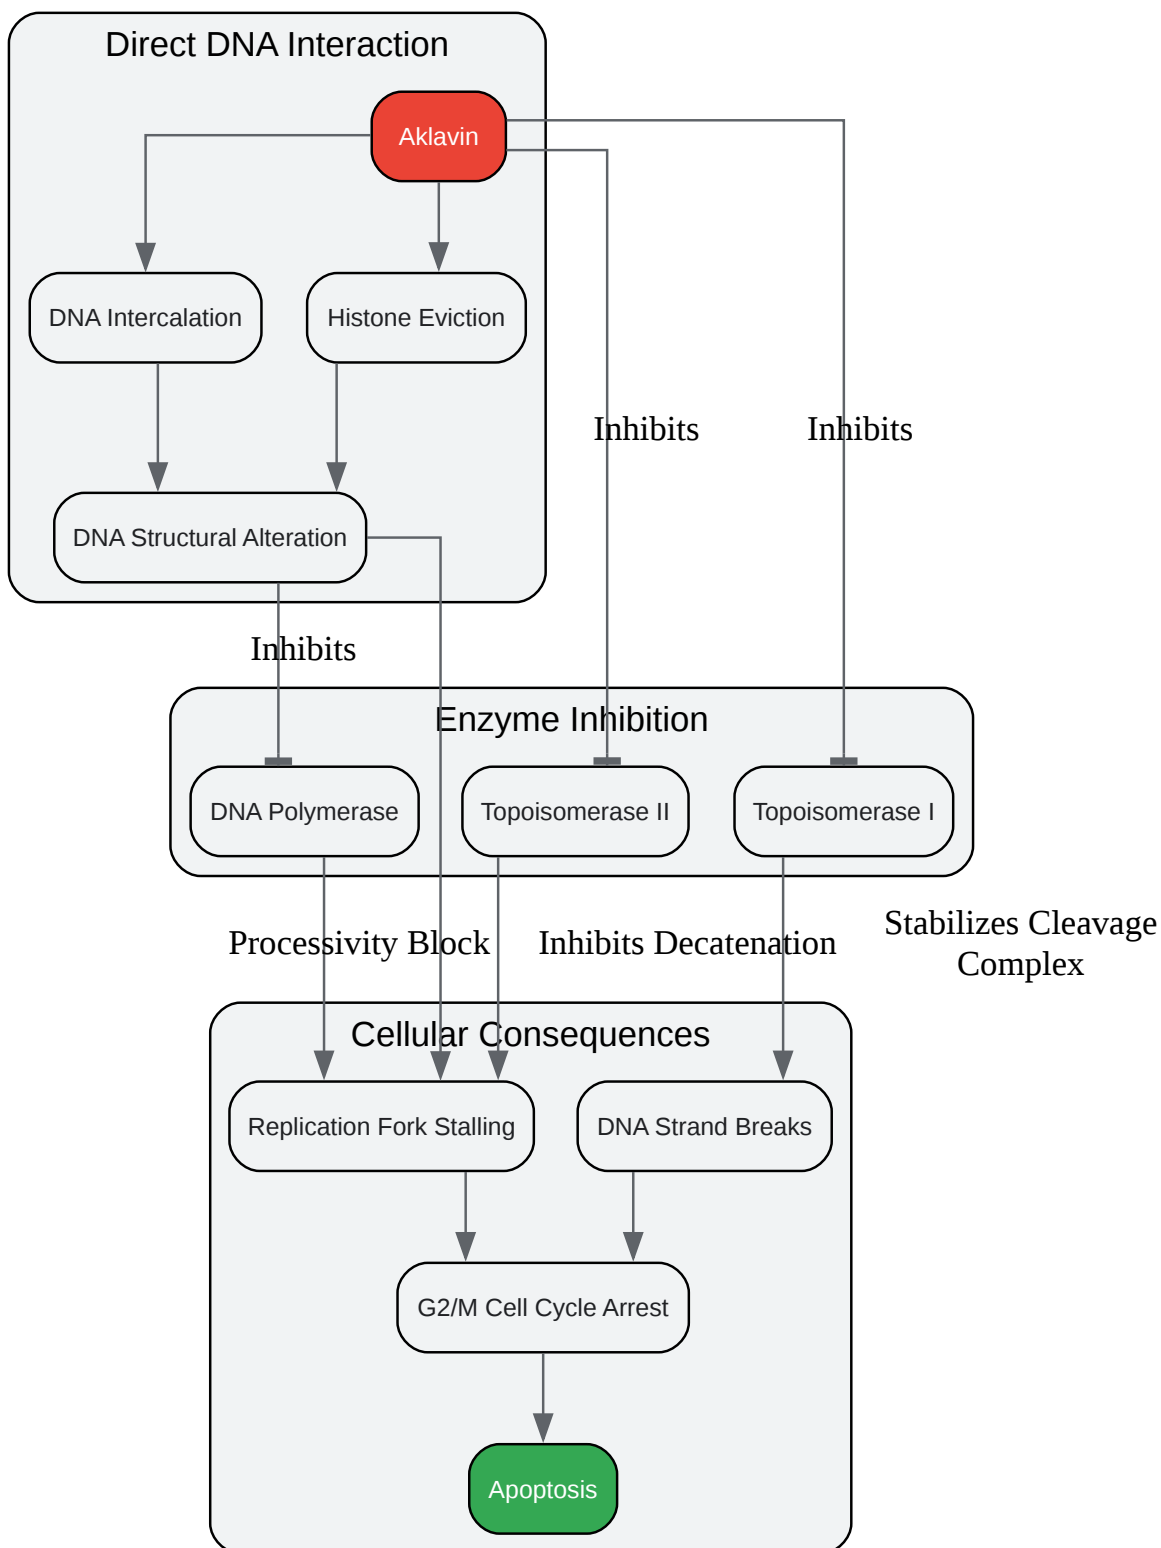 Direct DNA Interaction
Aklavin
DNA Intercalation
Histone Eviction
Inhibits
Inhibits
DNA Structural Alteration
Inhibits
Enzyme Inhibition
DNA Polymerase
Topoisomerase II
Topoisomerase I
Processivity Block
Inhibits Decatenation
Stabilizes Cleavage
Complex
Cellular Consequences
Replication Fork Stalling
DNA Strand Breaks
G2/M Cell Cycle Arrest
Apoptosis